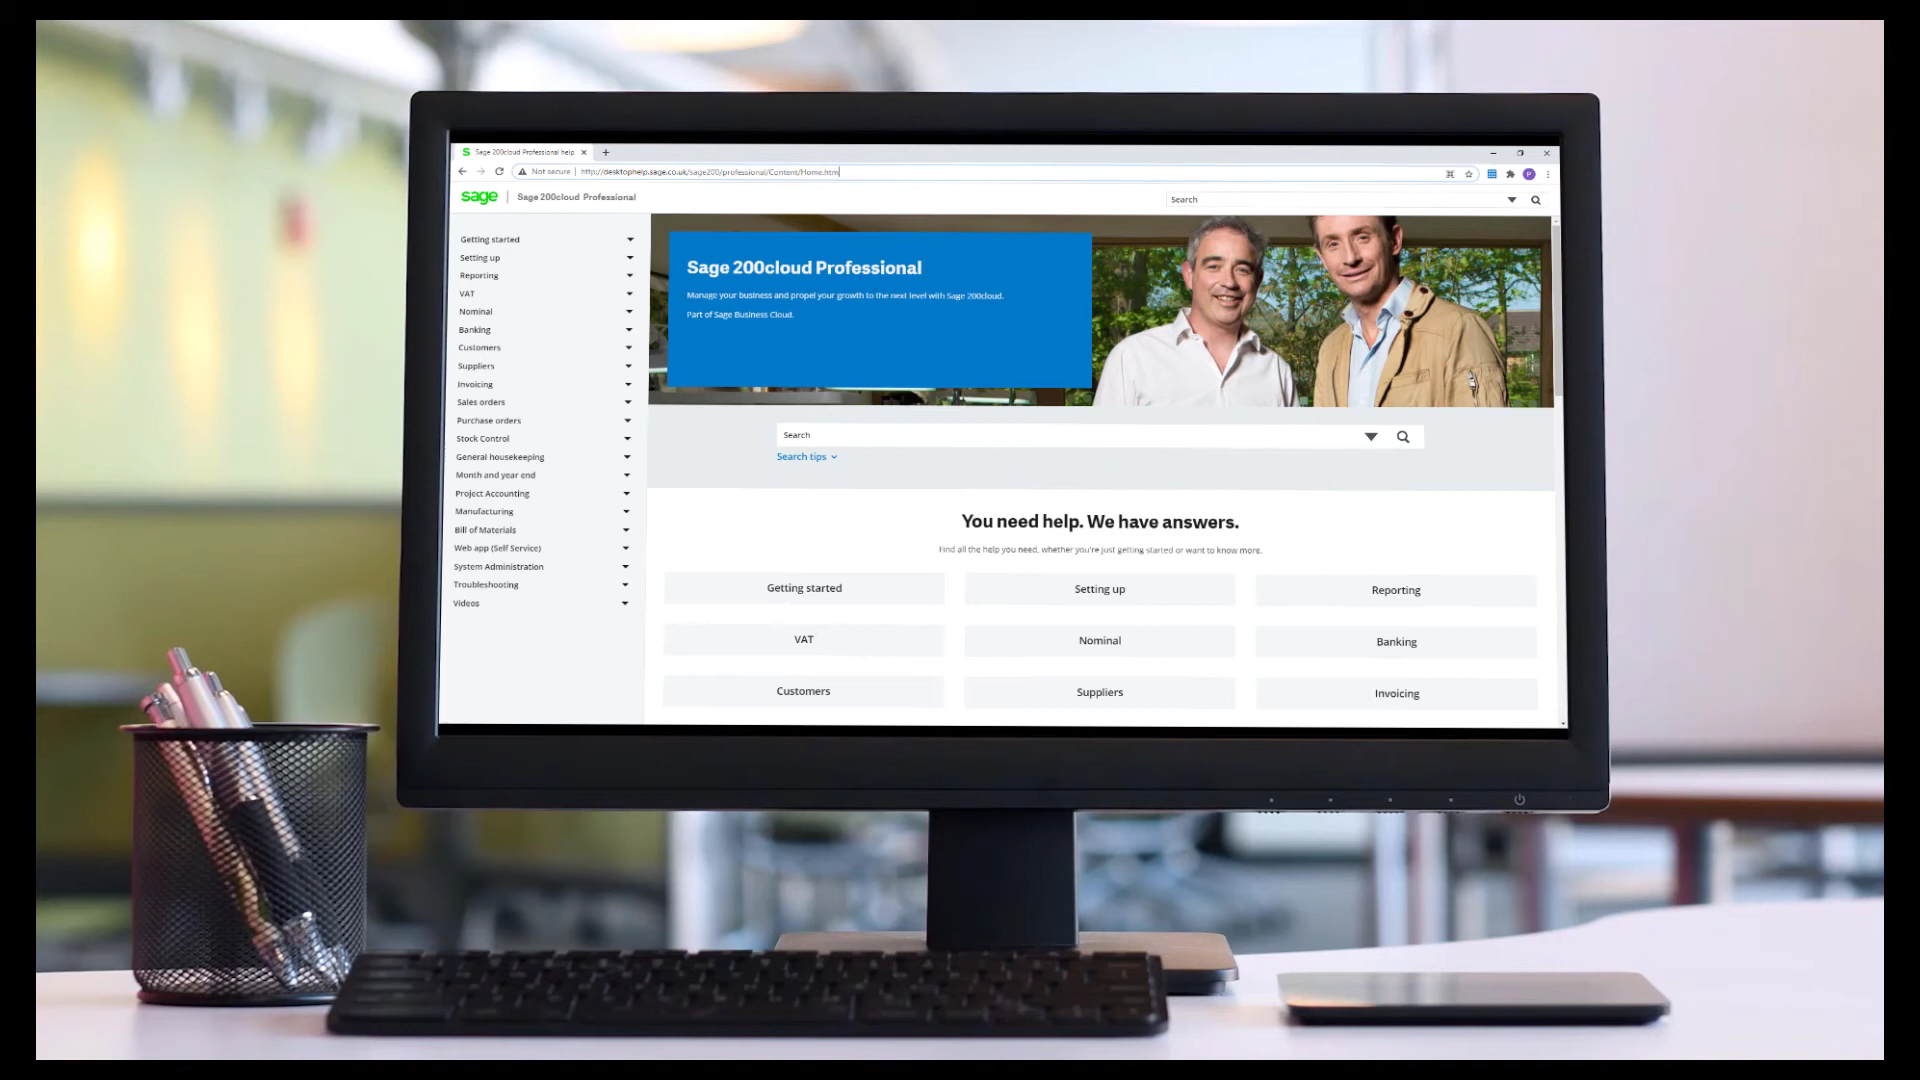 Sage 200cloud Professional help
Not secure | http://desktophelp.sage.co.uk/sage200/professional/Content/Home.htm
P
sage | Sage 200cloud Professional
Search
Getting started
Setting up
Reporting
VAT
Nominal
Banking
Customers
Suppliers
Invoicing
Sales orders
Purchase orders
Stock Control
General housekeeping
Month and year end
Project Accounting
Manufacturing
Bill of Materials
Web app (Self Service)
System Administration
Troubleshooting
Videos
Sage 200cloud Professional
Manage your business and propel your growth to the next level with Sage 200cloud.
Part of Sage Business Cloud.
Search
Search tips
You need help. We have answers.
Find all the help you need, whether you're just getting started or want to know more.
Getting started
Setting up
Reporting
VAT
Nominal
Banking
Customers
Suppliers
Invoicing